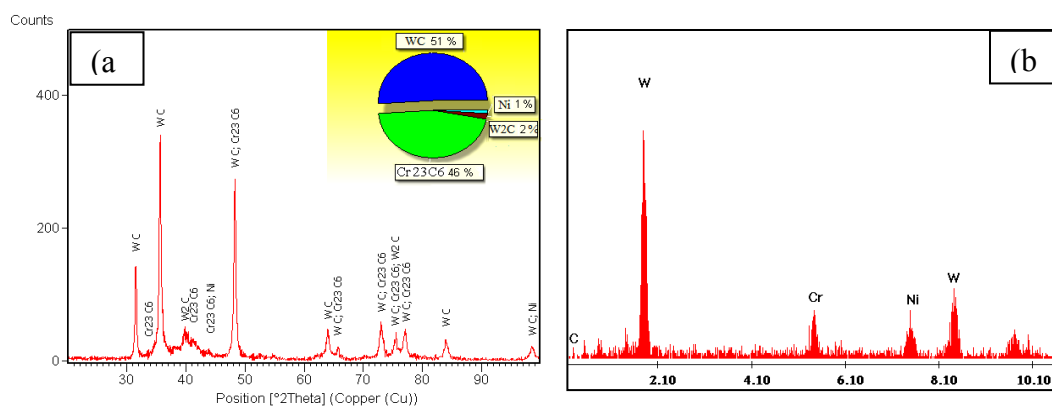 Counts
(a
WC 51 %
Ni 1%
W2C 2%
Cr23C6 46 %
400
200
0
W C
Cr23 C6
W C
W2 C
Cr23 C6
Cr23 C6; Ni
W C; Cr23 C6
W C
W C; Cr23 C6
W C; Cr23 C6
W C; Cr23 C6; W2 C
W C; Cr23 C6
W C
W C; Ni
30 40 50 60 70 80 90
Position [°2Theta] (Copper (Cu))
(b
W
C
Cr
Ni
W
2.10 4.10 6.10 8.10 10.10